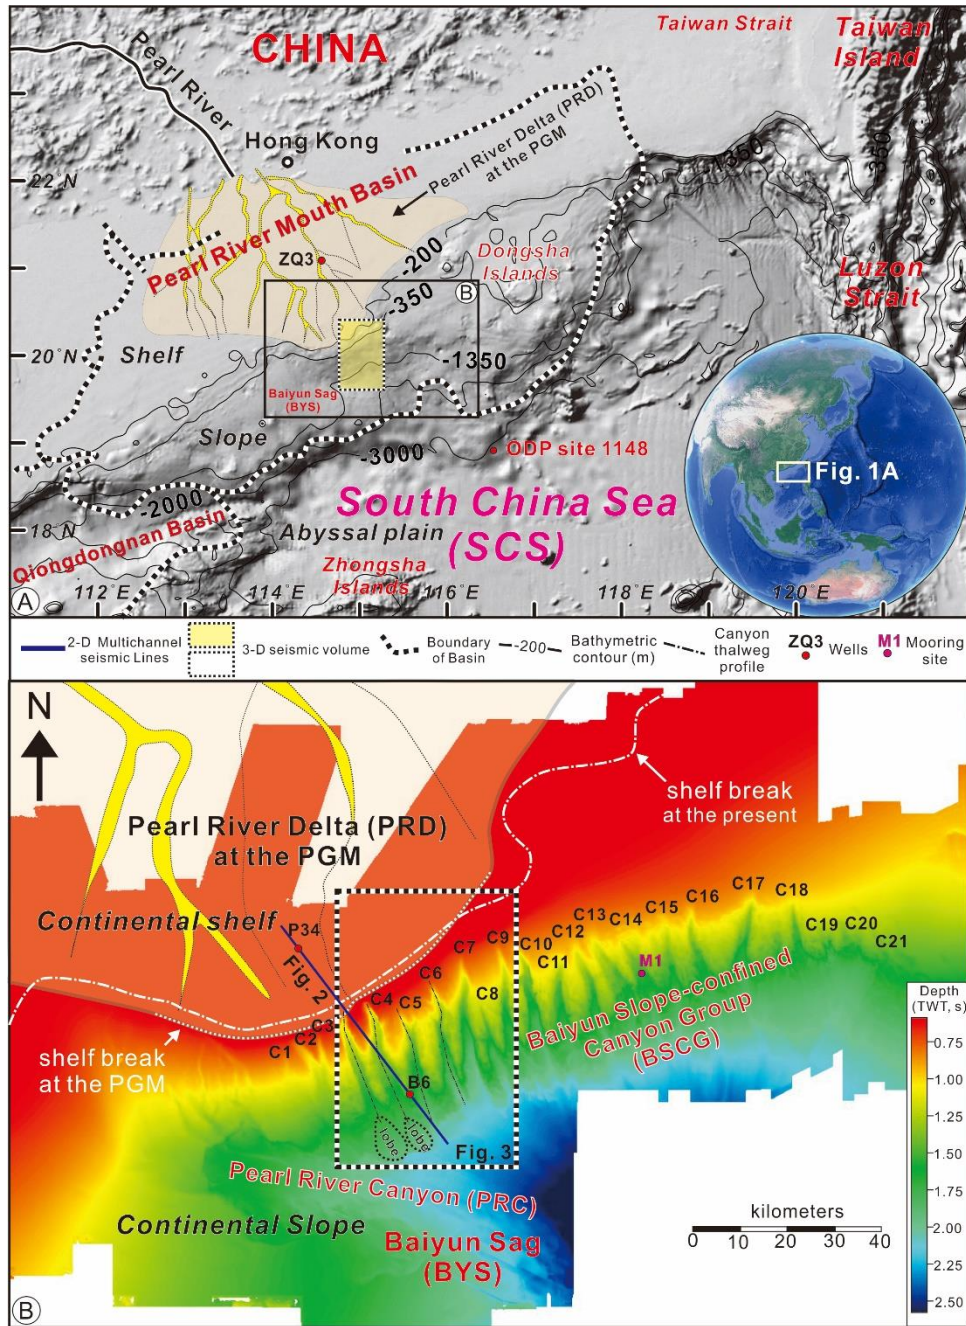 CHINA
Taiwan Strait
Taiwan
Island
Pearl River
Hong Kong
Pearl River Delta (PRD)
at the PGM
-1350
-350
22°N
Pearl River Mouth Basin
ZQ3
-200
Dongsha
Islands
Luzon
Strait
-350
B
20°N
Shelf
-1350
Baiyun Sag
(BYS)
Slope
-3000
ODP site 1148
Fig. 1A
-2000
South China Sea
(SCS)
18°N
Qiongdongnan Basin
Abyssal plain
Zhongsha
Islands
A
112°E
114°E
116°E
118°E
120°E
2-D Multichannel
seismic Lines
3-D seismic volume
Boundary
of Basin
-200
Bathymetric
contour (m)
Canyon
thalweg
profile
ZQ3
Wells
M1
Mooring
site
N
shelf break
at the present
Pearl River Delta (PRD)
at the PGM
Continental shelf
P34
Fig. 2
C1
C2
C3
C4
C5
C6
C7
C8
C9
C10
C11
C12
C13
C14
C15
C16
C17
C18
C19
C20
C21
M1
Baiyun Slope-confined
Canyon Group
(BSCG)
shelf break
at the PGM
B6
lobe
lobe
Fig. 3
Pearl River Canyon (PRC)
Continental Slope
Baiyun Sag
(BYS)
kilometers
0 10 20 30 40
Depth
(TWT, s)
0.75
1.00
1.25
1.50
1.75
2.00
2.25
2.50
B